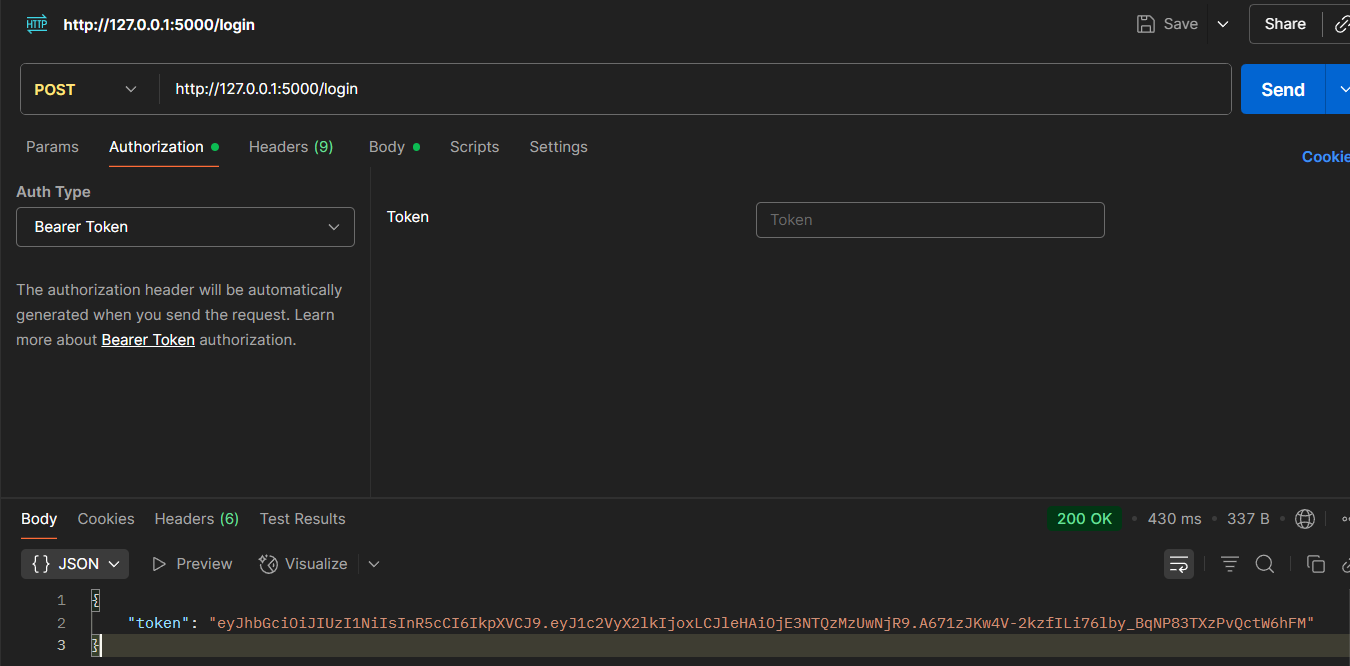 HTTP http://127.0.0.1:5000/login Save Share
POST http://127.0.0.1:5000/login Send
Params Authorization Headers (9) Body Scripts Settings
Cookie
Auth Type
Bearer Token
Token Token
The authorization header will be automatically
generated when you send the request. Learn
more about Bearer Token authorization.
Body Cookies Headers (6) Test Results 200 OK • 430 ms • 337 B •
{} JSON Preview Visualize
1 {
2 "token": "eyJhbGciOiJIUzI1NiIsInR5cCI6IkpXVCJ9.eyJ1c2VyX2lkIjoxLCJleHAiOjE3NTQzMzUwNjR9.A671zJKw4V-2kzfILi76lby_BqNP83TXzPvQctW6hFM"
3 }